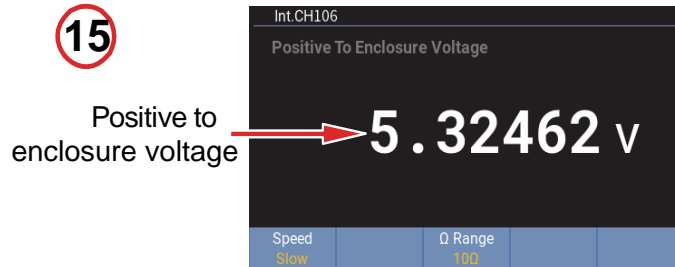 15
Int.CH106
Positive To Enclosure Voltage
Positive to
enclosure voltage
5.32462 V
Speed
Ω Range
Slow
10Ω